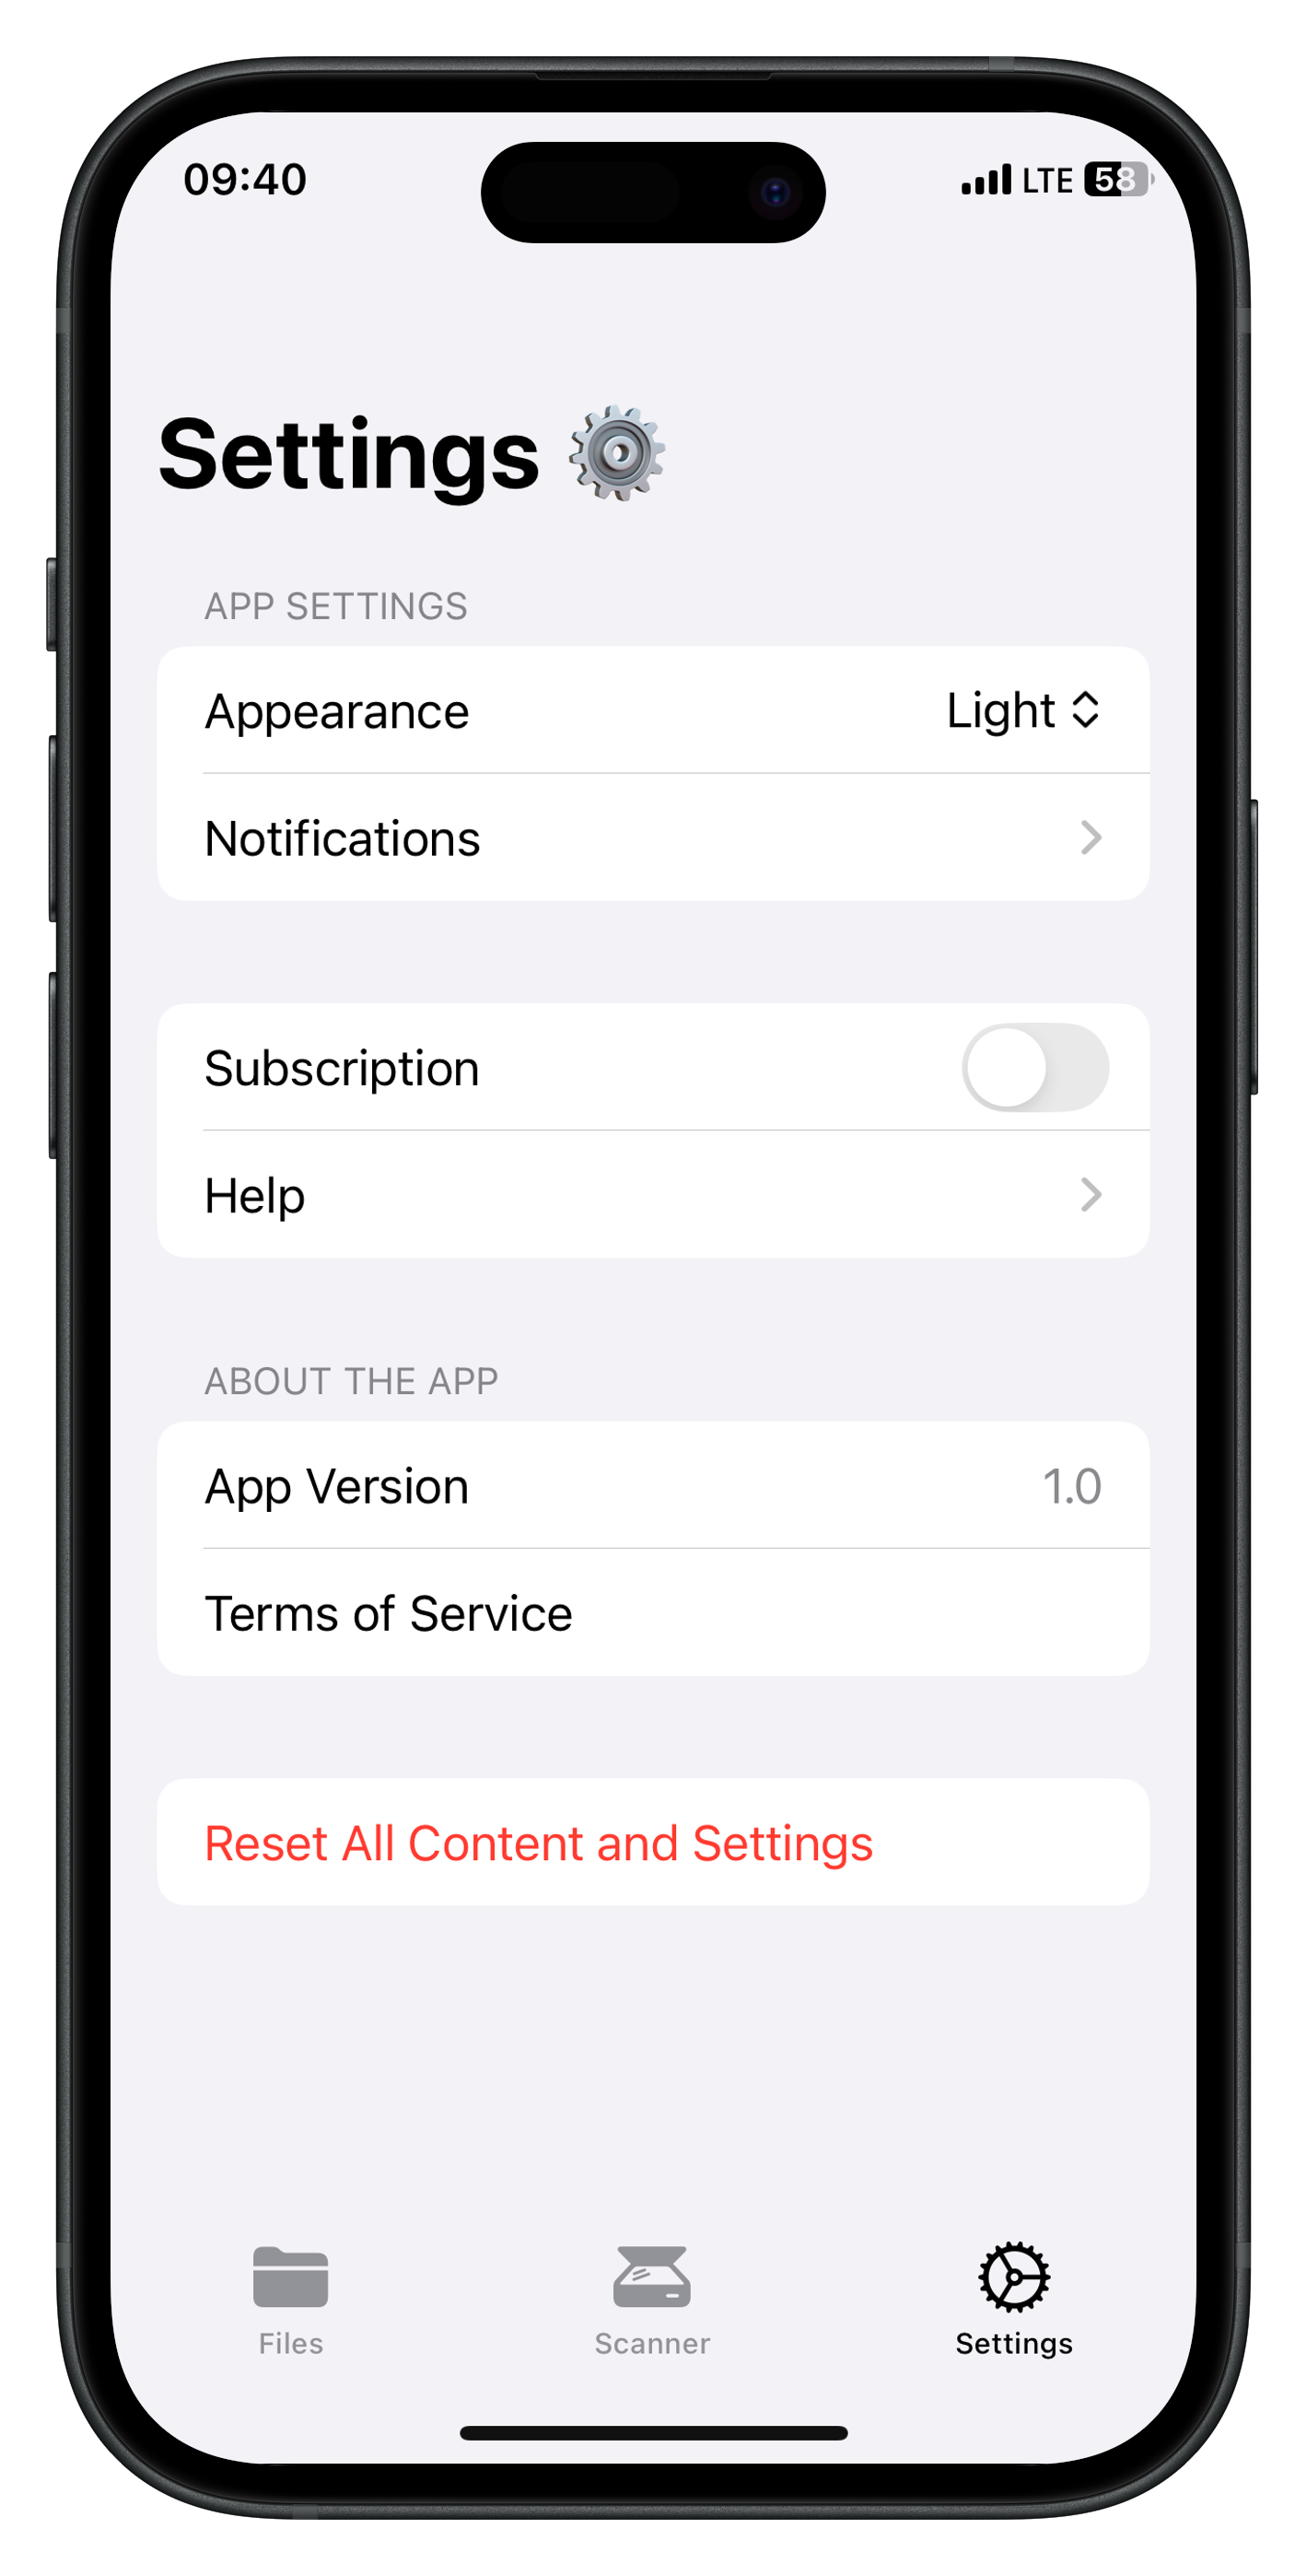 09:40 LTE 58
Settings
APP SETTINGS
Appearance Light
Notifications
Subscription
Help
ABOUT THE APP
App Version 1.0
Terms of Service
Reset All Content and Settings
Files Scanner Settings